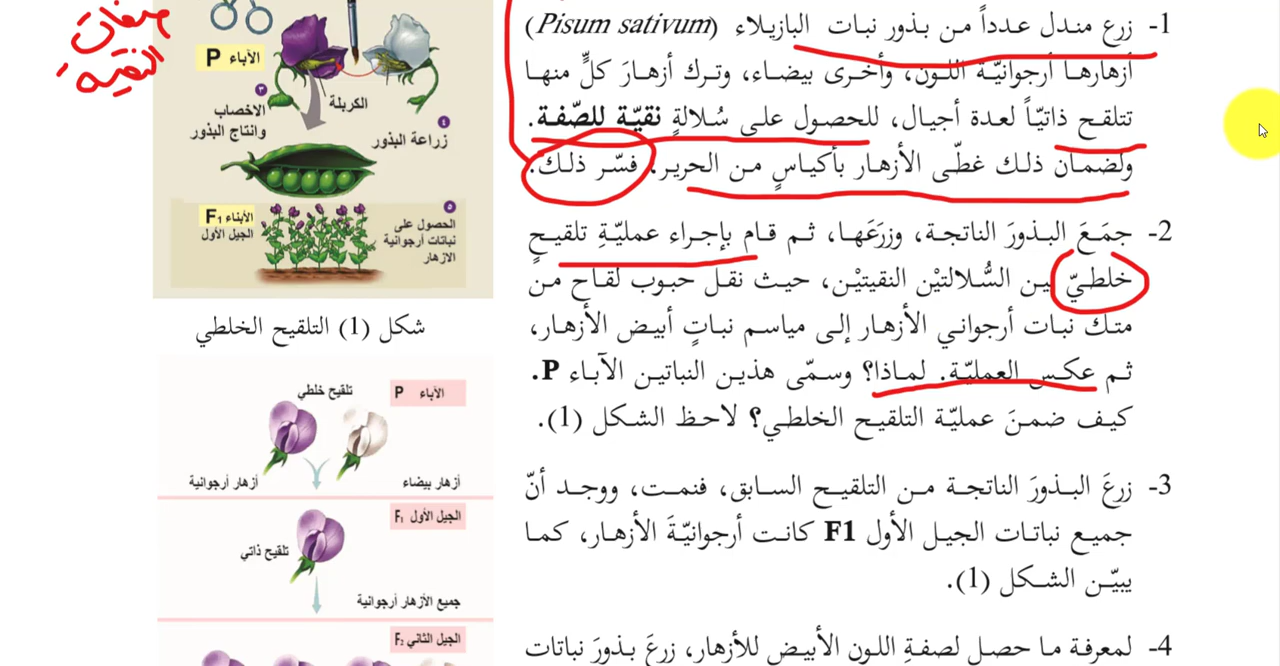 1- زرع مندل عدداً من بذور نبات البازيلاء (Pisum sativum)
أزهارها أرجوانيّة اللون، وأخرى بيضاء، وترك أزهارَ كلٍّ منها
تتلقح ذاتيّاً لعدة أجيال، للحصول على سُلالةٍ نقيّة للصّفة.
ولضمان ذلك غطّى الأزهار بأكياسٍ من الحرير. فسّر ذلك.
2- جمَعَ البذورَ الناتجة، وزرَعَها، ثم قام بإجراء عمليّةِ تلقيحٍ
خلطيّ بين السُّلالتيْن النقيتيْن، حيث نقل حبوب لقاح من
متك نبات أرجواني الأزهار إلى مياسم نباتٍ أبيض الأزهار،
ثم عكس العمليّة. لماذا؟ وسمّى هذين النباتين الآباء P.
كيف ضمنَ عمليّة التلقيح الخلطي؟ لاحظ الشكل (1).
3- زرعَ البذورَ الناتجة من التلقيح السابق، فنمت، ووجد أنّ
جميع نباتات الجيل الأول F1 كانت أرجوانيّةَ الأزهار، كما
يبيّن الشكل (1).
4- لمعرفة ما حصل لصفةِ اللون الأبيض للأزهار، زرعَ بذورَ نباتات
صفات
النقية
الآباء P
الكربلة
٣
الاخصاب
وانتاج البذور
٤
زراعة البذور
الأبناء F1
الجيل الأول
٥
الحصول على
نباتات أرجوانية
الازهار
شكل (1) التلقيح الخلطي
الآباء P
تلقيح خلطي
أزهار بيضاء
أزهار أرجوانية
الجيل الأول F1
تلقيح ذاتي
جميع الأزهار أرجوانية
الجيل الثاني F2